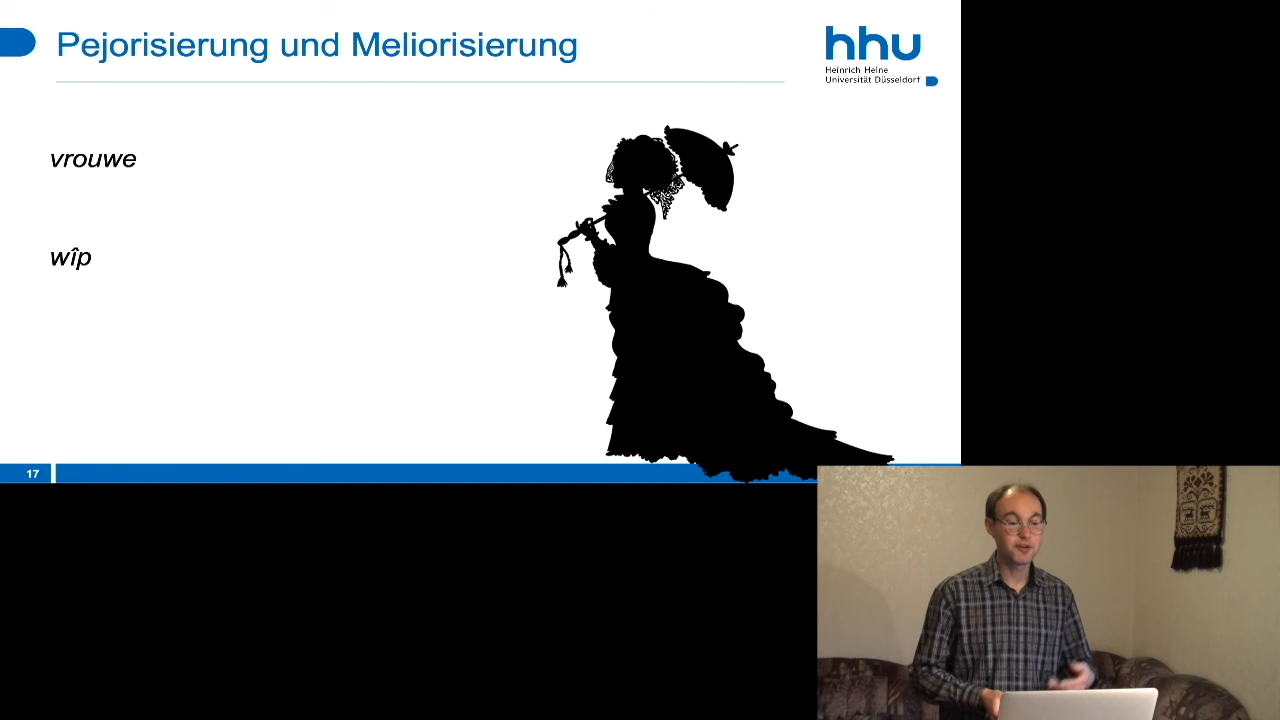 Pejorisierung und Meliorisierung
hhu
Heinrich Heine
Universität Düsseldorf
vrouwe
wîp
17